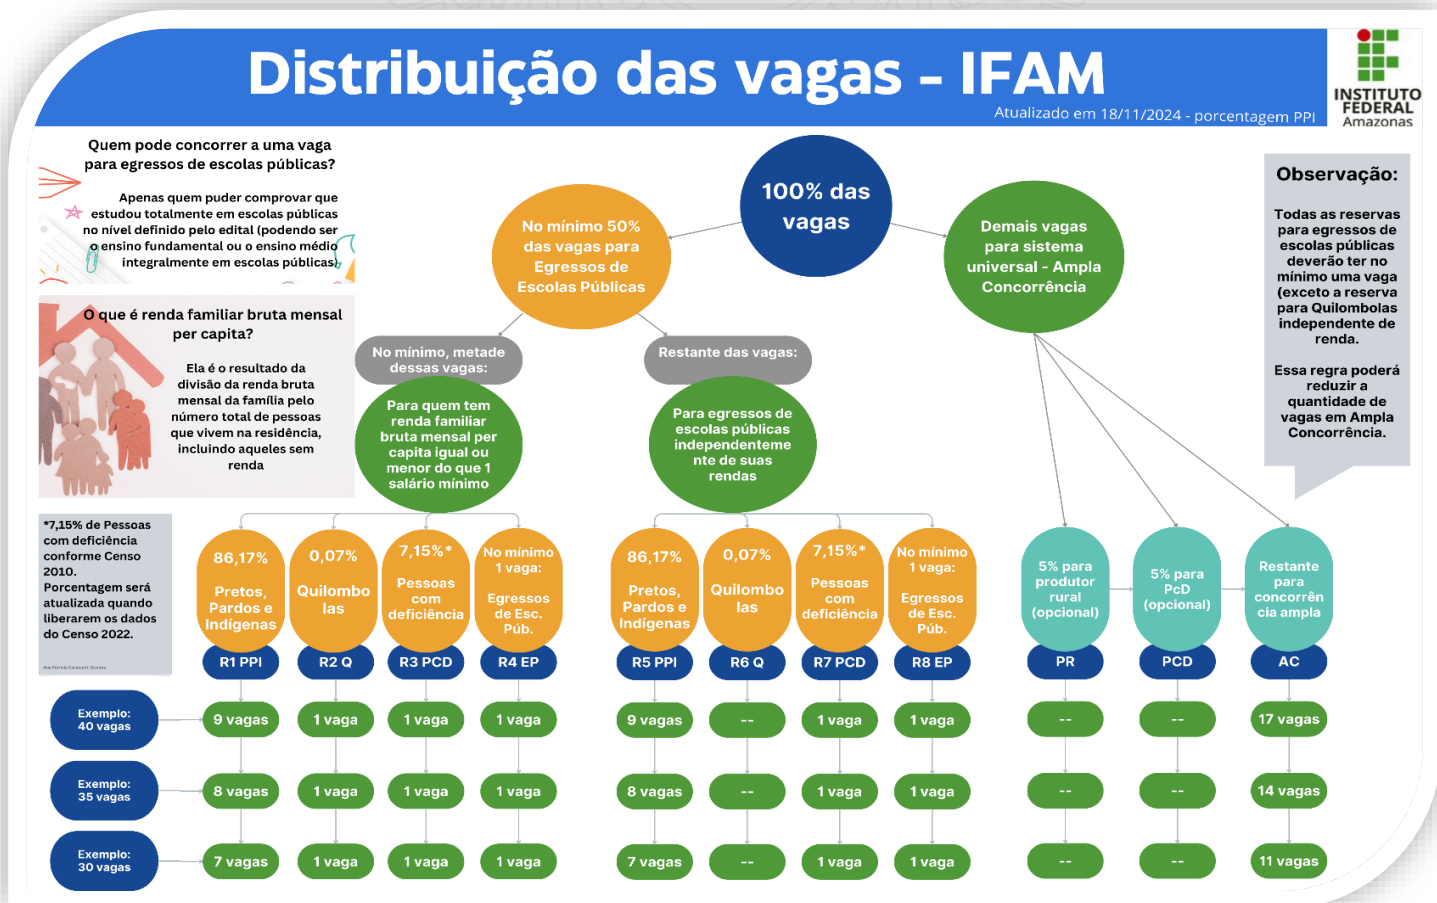 Distribuição das vagas - IFAM
Atualizado em 18/11/2024 - porcentagem PPI
INSTITUTO
FEDERAL
Amazonas
Quem pode concorrer a uma vaga
para egressos de escolas públicas?
Apenas quem puder comprovar que
estudou totalmente em escolas públicas
no nível definido pelo edital (podendo ser
o ensino fundamental ou o ensino médio
integralmente em escolas públicas)
O que é renda familiar bruta mensal
per capita?
Ela é o resultado da
divisão da renda bruta
mensal da família pelo
número total de pessoas
que vivem na residência,
incluindo aqueles sem
renda
*7,15% de Pessoas
com deficiência
conforme Censo
2010.
Porcentagem será
atualizada quando
liberarem os dados
do Censo 2022.
100% das
vagas
No mínimo 50%
das vagas para
Egressos de
Escolas Públicas
Demais vagas
para sistema
universal - Ampla
Concorrência
Observação:
Todas as reservas
para egressos de
escolas públicas
deverão ter no
mínimo uma vaga
(exceto a reserva
para Quilombolas
independente de
renda.
Essa regra poderá
reduzir a
quantidade de
vagas em Ampla
Concorrência.
No mínimo, metade
dessas vagas:
Para quem tem
renda familiar
bruta mensal per
capita igual ou
menor do que 1
salário mínimo
Restante das vagas:
Para egressos de
escolas públicas
independenteme
nte de suas
rendas
86,17%
Pretos,
Pardos e
Indígenas
0,07%
Quilombo
las
7,15%*
Pessoas
com
deficiência
No mínimo
1 vaga:
Egressos
de Esc.
Púb.
86,17%
Pretos,
Pardos e
Indígenas
0,07%
Quilombo
las
7,15%*
Pessoas
com
deficiência
No mínimo
1 vaga:
Egressos
de Esc.
Púb.
5% para
produtor
rural
(opcional)
5% para
PcD
(opcional)
Restante
para
concorrên
cia ampla
R1 PPI R2 Q R3 PCD R4 EP R5 PPI R6 Q R7 PCD R8 EP PR PCD AC
Exemplo:
40 vagas
9 vagas 1 vaga 1 vaga 1 vaga 9 vagas -- 1 vaga 1 vaga -- -- 17 vagas
Exemplo:
35 vagas
8 vagas 1 vaga 1 vaga 1 vaga 8 vagas -- 1 vaga 1 vaga -- -- 14 vagas
Exemplo:
30 vagas
7 vagas 1 vaga 1 vaga 1 vaga 7 vagas -- 1 vaga 1 vaga -- -- 11 vagas